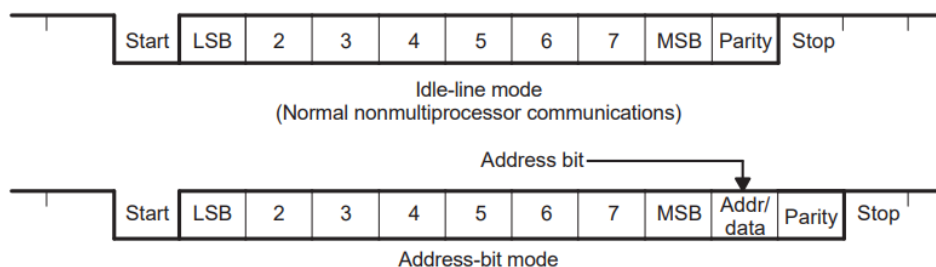 Start LSB 2 3 4 5 6 7 MSB Parity Stop
Idle-line mode
(Normal nonmultiprocessor communications)
Address bit
Start LSB 2 3 4 5 6 7 MSB Addr/ data Parity Stop
Address-bit mode